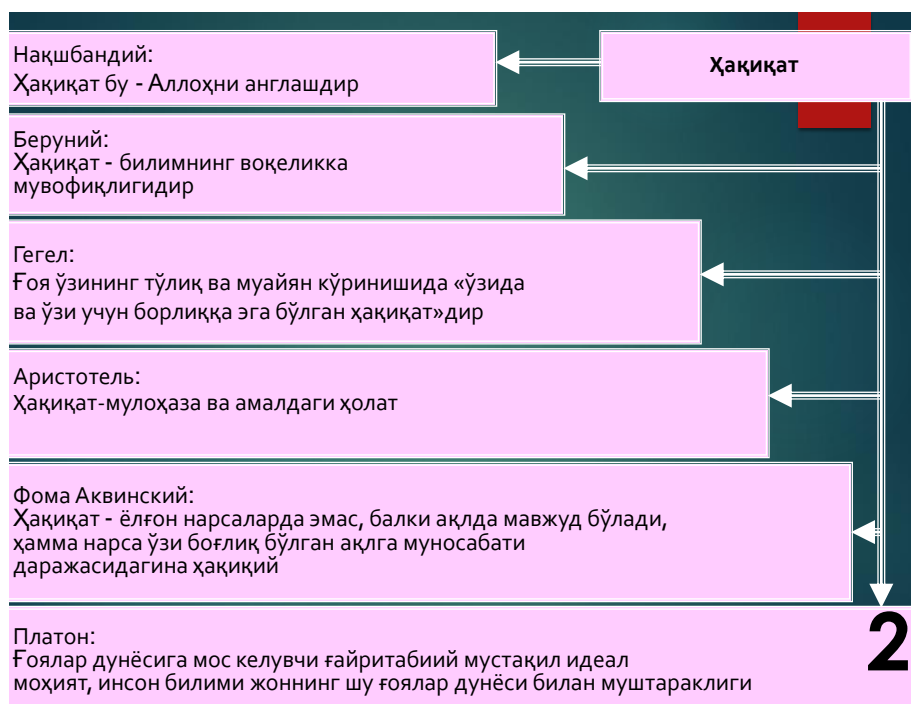 Ҳақиқат
Нақшбандий:
Ҳақиқат бу - Аллоҳни англашдир
Беруний:
Ҳақиқат - билимнинг воқеликка
мувофиқлигидир
Гегел:
Ғоя ўзининг тўлиқ ва муайян кўринишида «ўзида
ва ўзи учун борлиққа эга бўлган ҳақиқат»дир
Аристотель:
Ҳақиқат-мулоҳаза ва амалдаги ҳолат
Фома Аквинский:
Ҳақиқат - ёлғон нарсаларда эмас, балки ақлда мавжуд бўлади,
ҳамма нарса ўзи боғлиқ бўлган ақлга муносабати
даражасидагина ҳақиқий
Платон:
Ғоялар дунёсига мос келувчи ғайритабиий мустақил идеал
моҳият, инсон билими жоннинг шу ғоялар дунёси билан муштараклиги
2